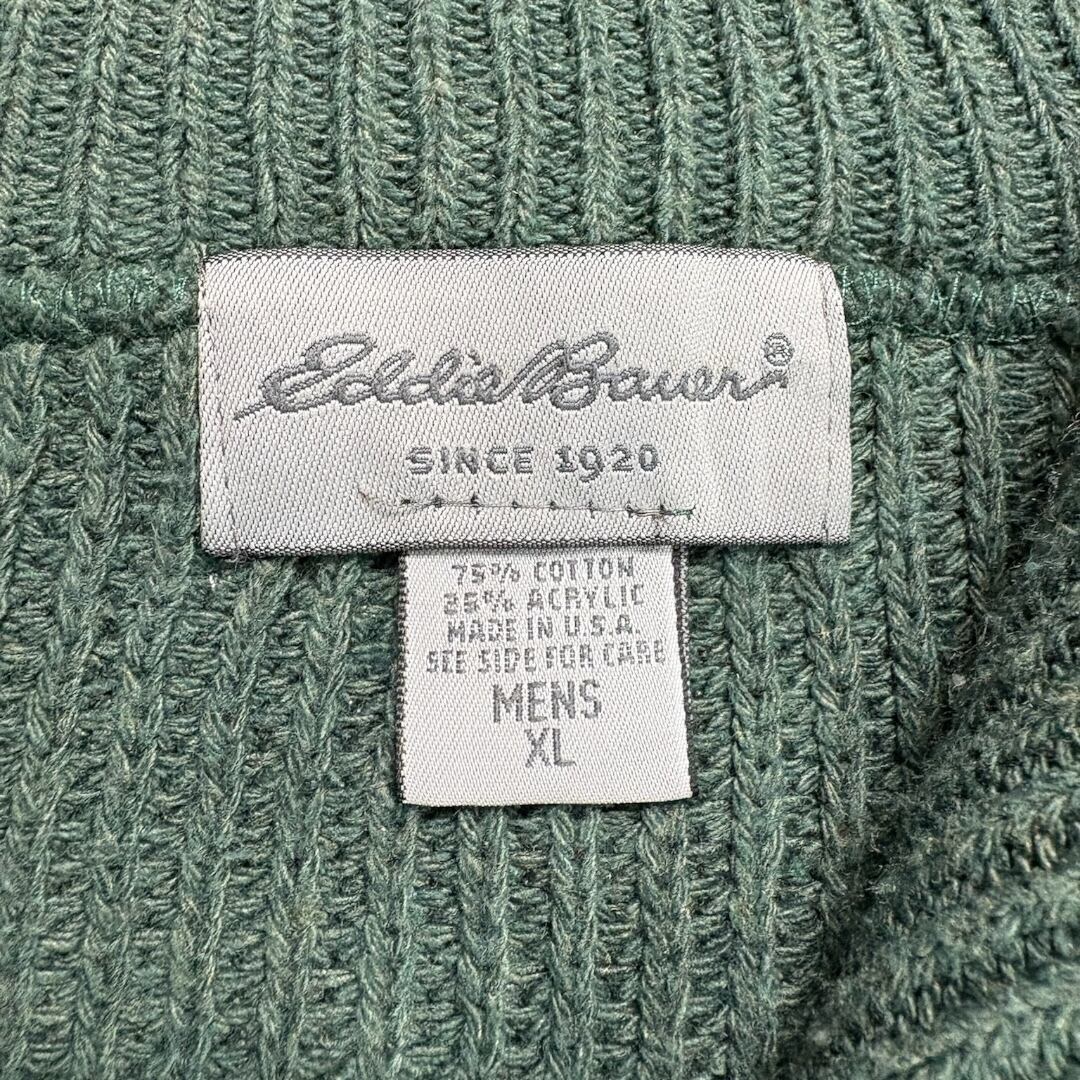 Eddie Bauer®
SINCE 1920
75% COTTON
25% ACRYLIC
MADE IN U.S.A.
SEE SIDE FOR CARE
MENS
XL